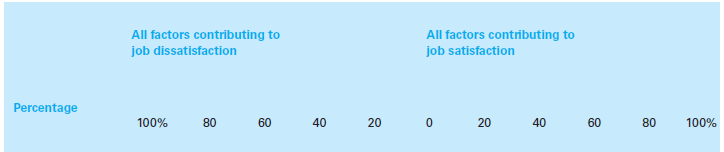 All factors contributing to All factors contributing to
job dissatisfaction job satisfaction
Percentage
100% 80 60 40 20 0 20 40 60 80 100%